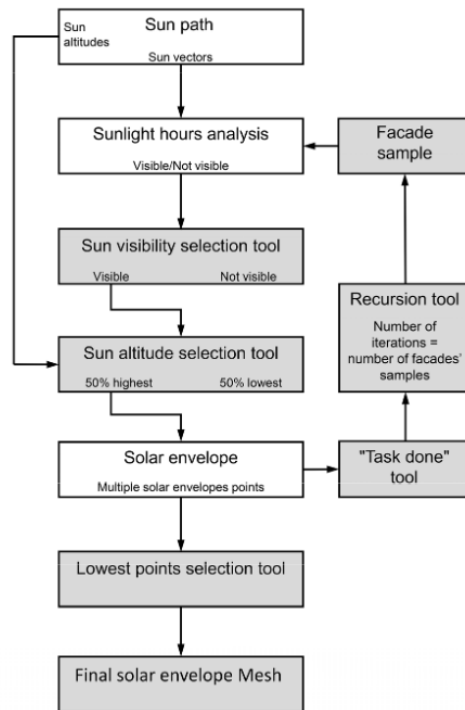 Sun path
Sun
altitudes
Sun vectors
Sunlight hours analysis
Visible/Not visible
Facade
sample
Sun visibility selection tool
Visible
Not visible
Recursion tool
Number of
iterations =
number of facades'
samples
Sun altitude selection tool
50% highest
50% lowest
Solar envelope
Multiple solar envelopes points
"Task done"
tool
Lowest points selection tool
Final solar envelope Mesh